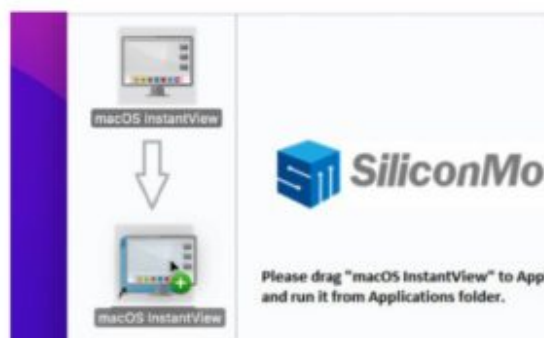 macOS InstantView
SiliconMo
macOS InstantView
Please drag "macOS InstantView" to App
and run it from Applications folder.